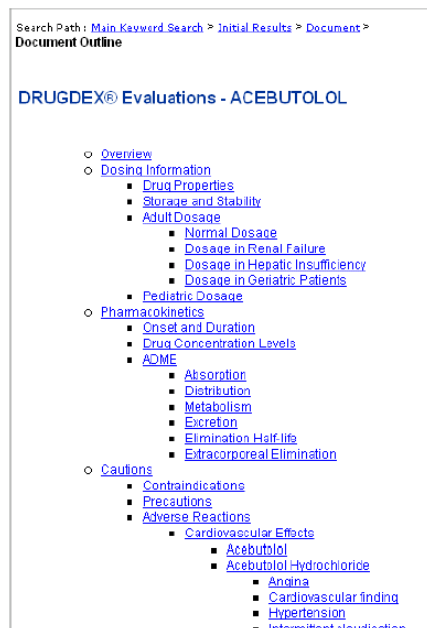 Search Path : Main Keyword Search > Initial Results > Document >
Document Outline
DRUGDEX® Evaluations - ACEBUTOLOL
Overview
Dosing Information
Drug Properties
Storage and Stability
Adult Dosage
Normal Dosage
Dosage in Renal Failure
Dosage in Hepatic Insufficiency
Dosage in Geriatric Patients
Pediatric Dosage
Pharmacokinetics
Onset and Duration
Drug Concentration Levels
ADME
Absorption
Distribution
Metabolism
Excretion
Elimination Half-life
Extracorporeal Elimination
Cautions
Contraindications
Precautions
Adverse Reactions
Cardiovascular Effects
Acebutolol
Acebutolol Hydrochloride
Angina
Cardiovascular finding
Hypertension
Intermittent claudication